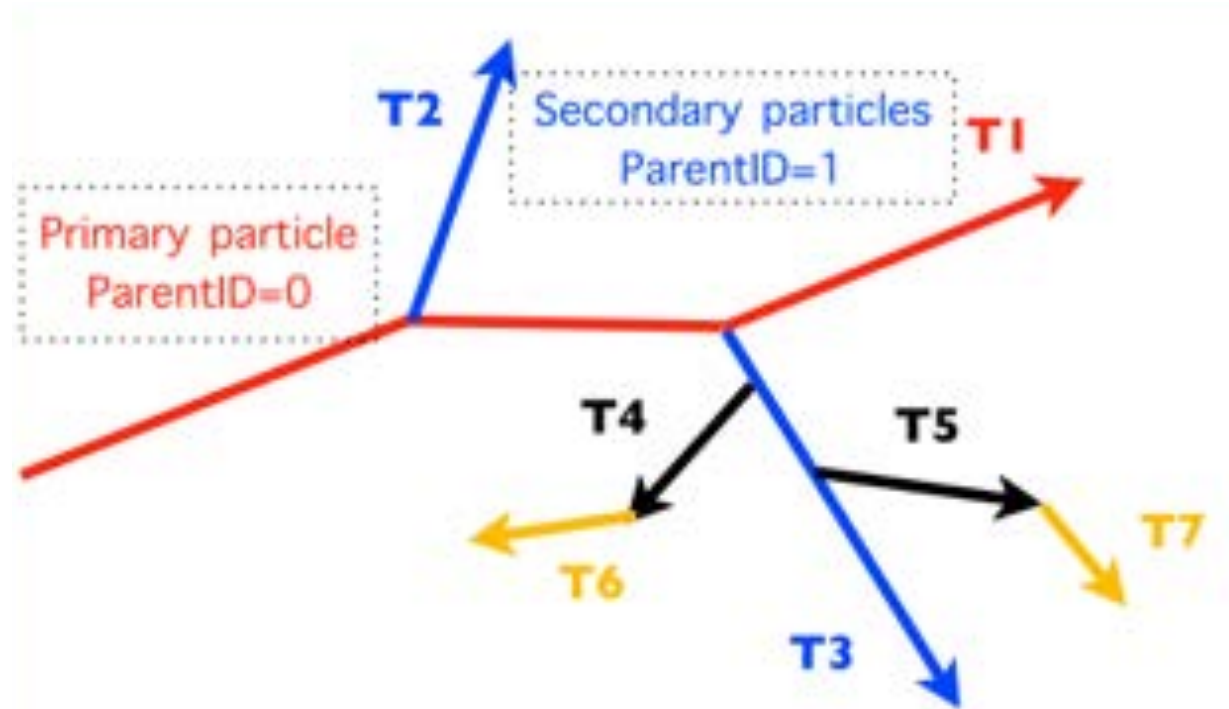 T2
Secondary particles
ParentID=1
T1
Primary particle
ParentID=0
T4
T5
T6
T7
T3